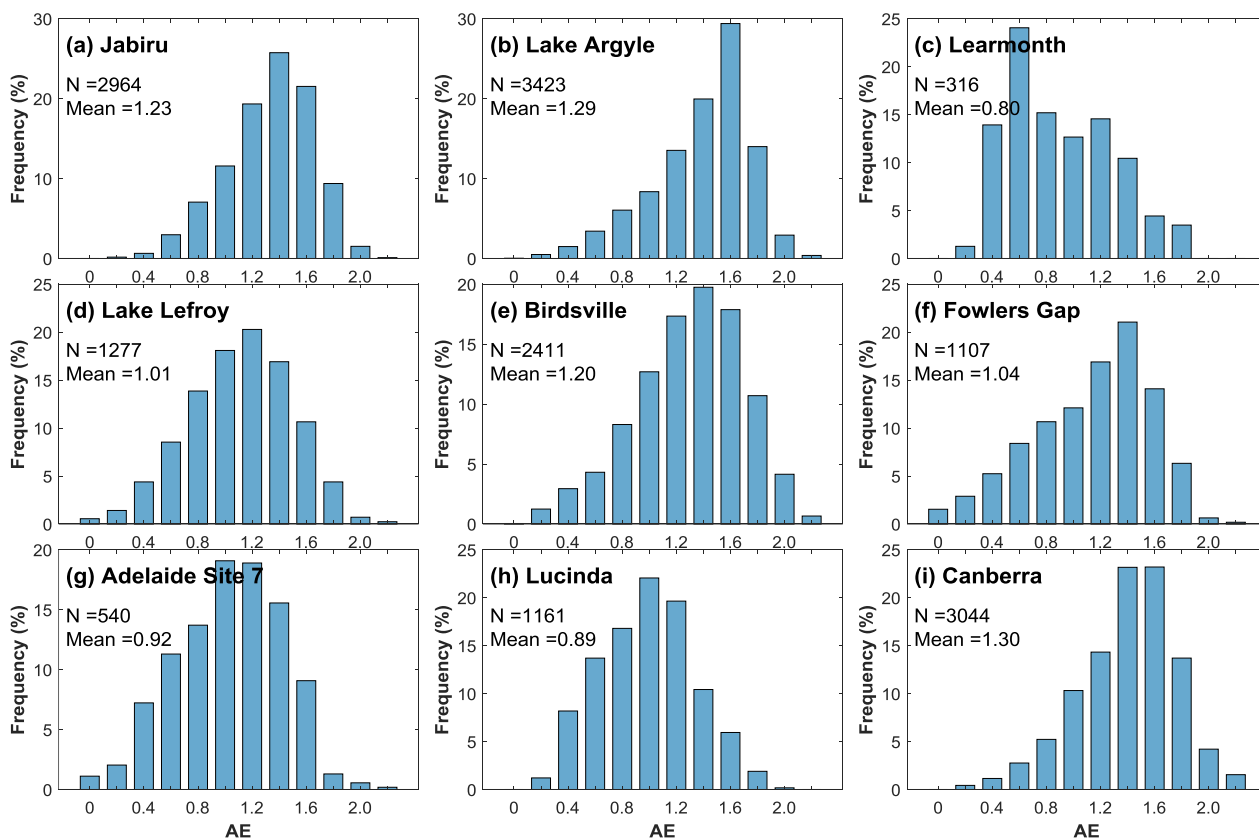 (a) Jabiru
N =2964
Mean =1.23
Frequency (%)
30
20
10
0
0 0.4 0.8 1.2 1.6 2.0
(b) Lake Argyle
N =3423
Mean =1.29
Frequency (%)
30
20
10
0
0 0.4 0.8 1.2 1.6 2.0
(c) Learmonth
N =316
Mean =0.80
Frequency (%)
25
20
15
10
5
0
0 0.4 0.8 1.2 1.6 2.0
(d) Lake Lefroy
N =1277
Mean =1.01
Frequency (%)
25
20
15
10
5
0
0 0.4 0.8 1.2 1.6 2.0
(e) Birdsville
N =2411
Mean =1.20
Frequency (%)
20
15
10
5
0
0 0.4 0.8 1.2 1.6 2.0
(f) Fowlers Gap
N =1107
Mean =1.04
Frequency (%)
25
20
15
10
5
0
0 0.4 0.8 1.2 1.6 2.0
(g) Adelaide Site 7
N =540
Mean =0.92
Frequency (%)
20
15
10
5
0
0 0.4 0.8 1.2 1.6 2.0
AE
(h) Lucinda
N =1161
Mean =0.89
Frequency (%)
25
20
15
10
5
0
0 0.4 0.8 1.2 1.6 2.0
AE
(i) Canberra
N =3044
Mean =1.30
Frequency (%)
25
20
15
10
5
0
0 0.4 0.8 1.2 1.6 2.0
AE